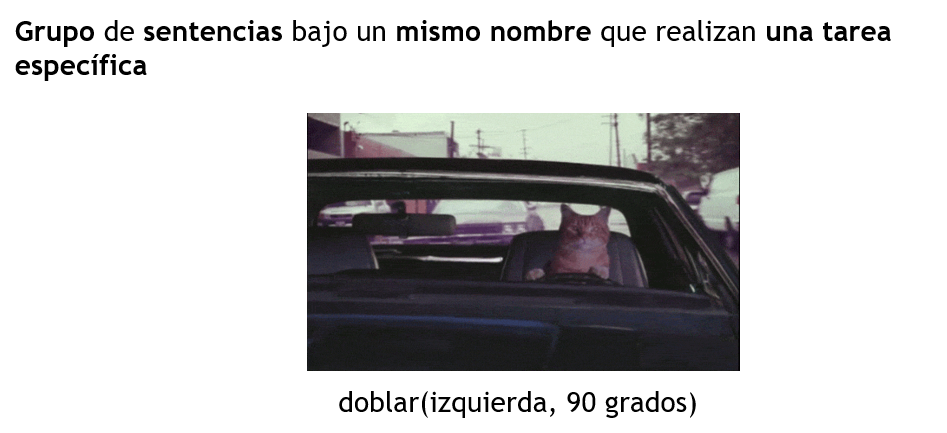 Grupo de sentencias bajo un mismo nombre que realizan una tarea
específica
doblar(izquierda, 90 grados)